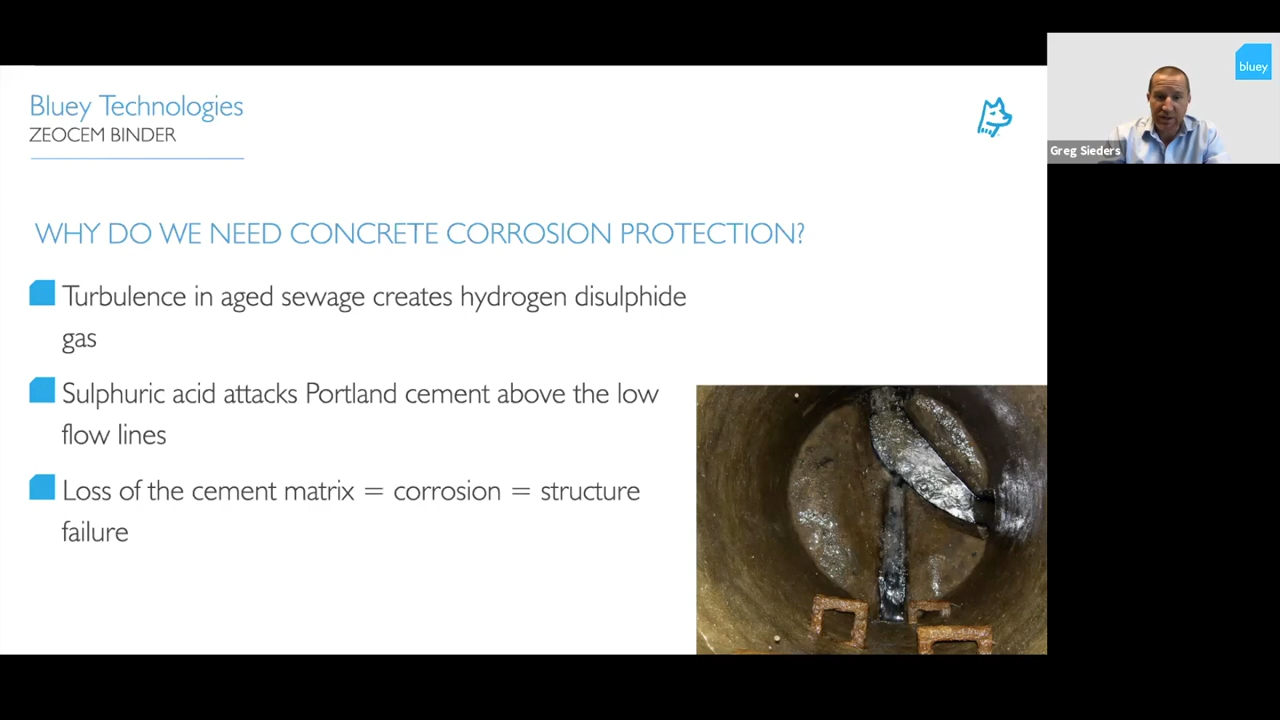 Bluey Technologies
ZEOCEM BINDER
WHY DO WE NEED CONCRETE CORROSION PROTECTION?
Turbulence in aged sewage creates hydrogen disulphide
gas
Sulphuric acid attacks Portland cement above the low
flow lines
Loss of the cement matrix = corrosion = structure
failure
bluey
Greg Sieders